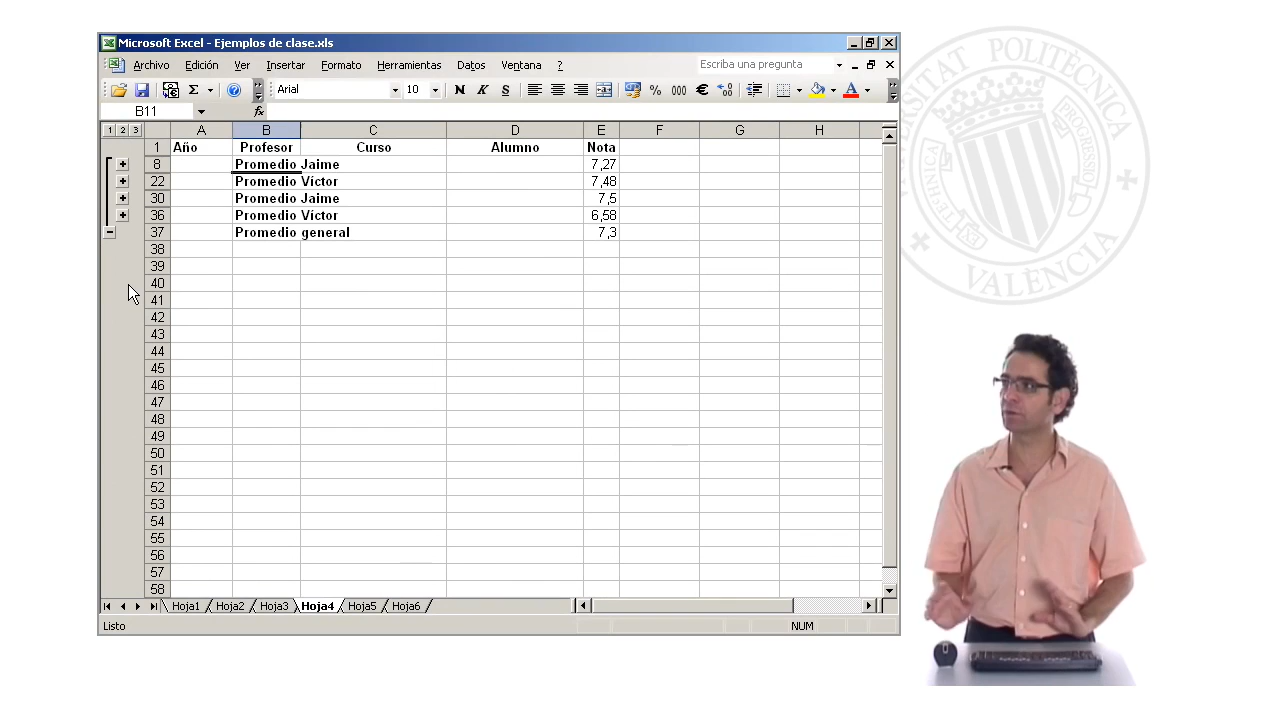 Microsoft Excel - Ejemplos de clase.xls
Archivo Edición Ver Insertar Formato Herramientas Datos Ventana ? Escriba una pregunta
Σ ? Arial 10 N K S % 000 € A
B11 fx
1 2 3 A B C D E F G H
1 Año Profesor Curso Alumno Nota
8 Promedio Jaime 7,27
22 Promedio Víctor 7,48
30 Promedio Jaime 7,5
36 Promedio Víctor 6,58
37 Promedio general 7,3
38
39
40
41
42
43
44
45
46
47
48
49
50
51
52
53
54
55
56
57
58
Hoja1 Hoja2 Hoja3 Hoja4 Hoja5 Hoja6
Listo NUM
UNIVERSITAT POLITÈCNICA
DE VALÈNCIA